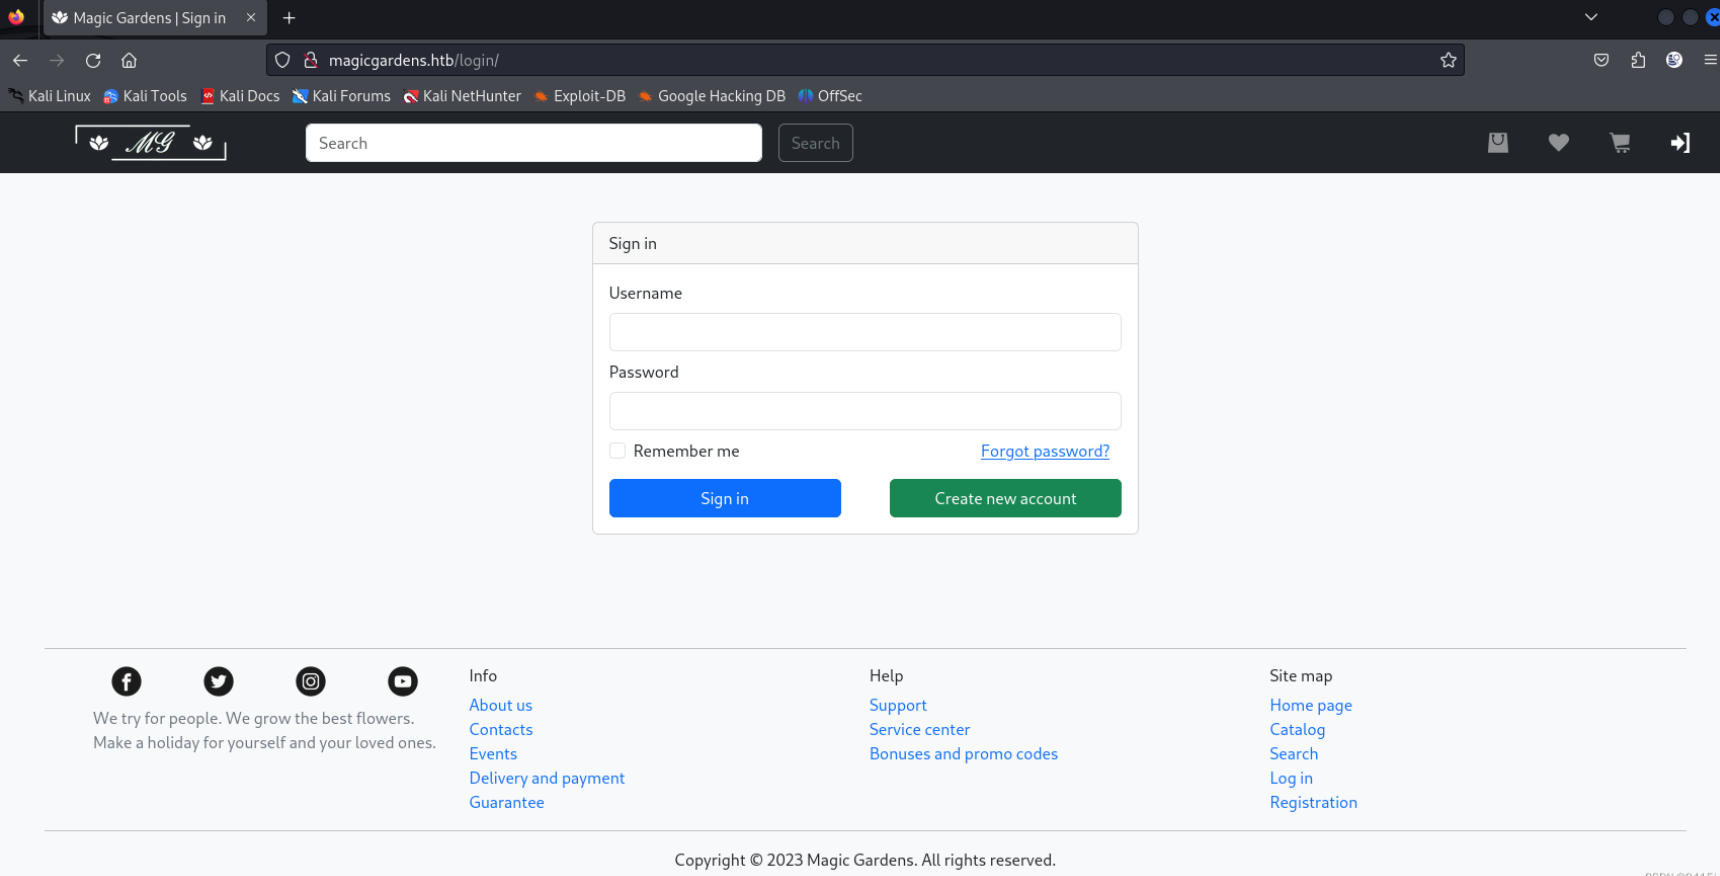 Magic Gardens | Sign in
magicgardens.htb/login/
Kali Linux Kali Tools Kali Docs Kali Forums Kali NetHunter Exploit-DB Google Hacking DB OffSec
MG Search Search
Sign in
Username
Password
Remember me Forgot password?
Sign in Create new account
We try for people. We grow the best flowers.
Make a holiday for yourself and your loved ones.
Info
About us
Contacts
Events
Delivery and payment
Guarantee
Help
Support
Service center
Bonuses and promo codes
Site map
Home page
Catalog
Search
Log in
Registration
Copyright © 2023 Magic Gardens. All rights reserved.